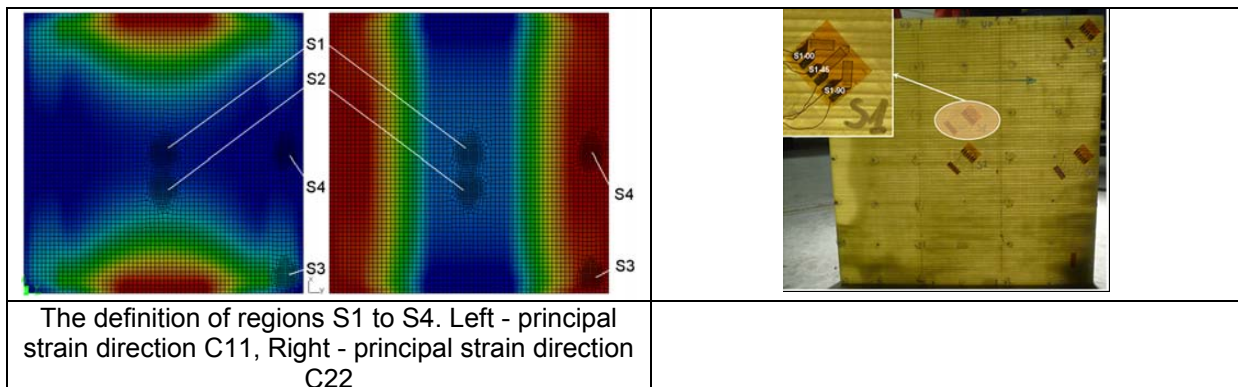 S1
S2
S4
S4
S3
S3
S1-00
S1-45
S1-90
S1
The definition of regions S1 to S4. Left - principal
strain direction C11, Right - principal strain direction
C22